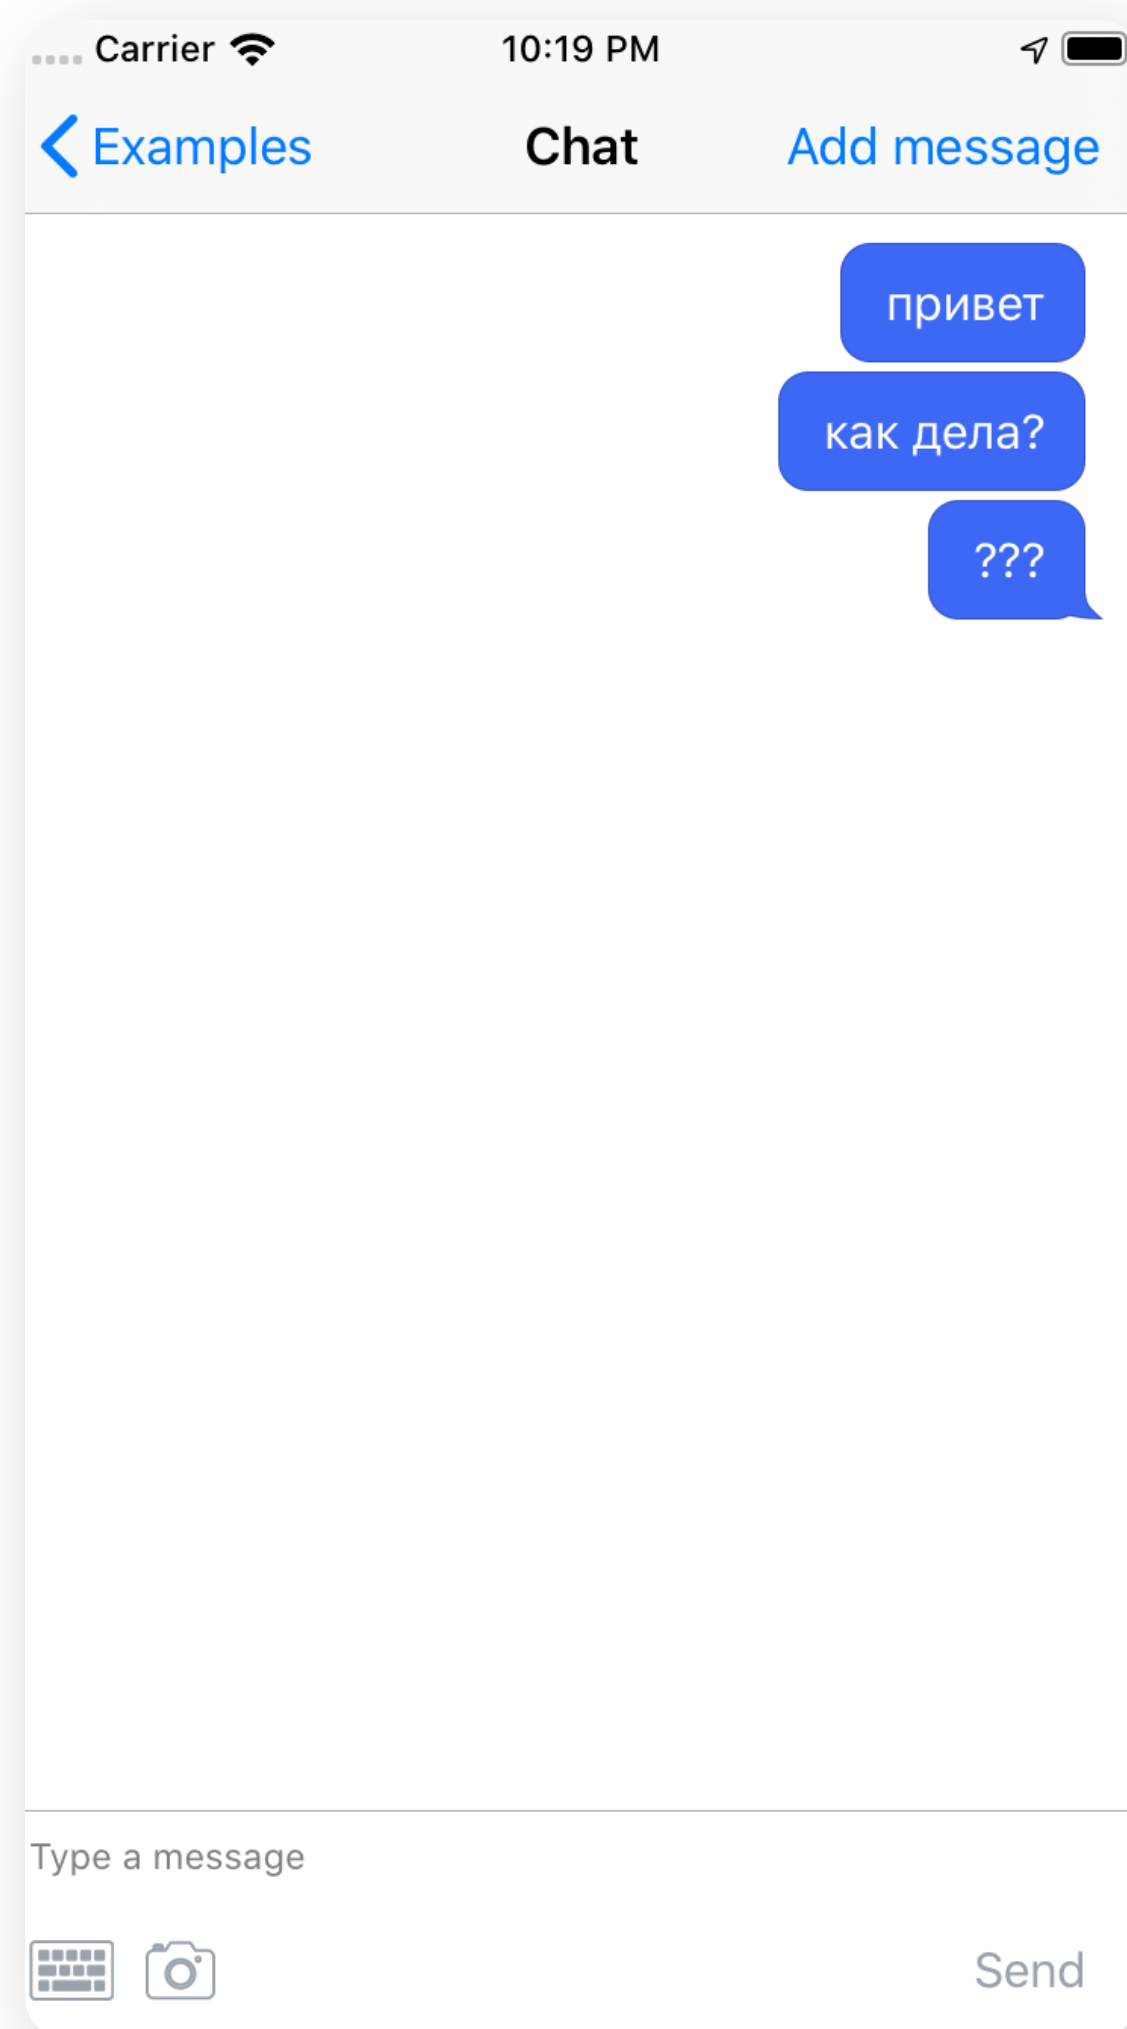 Carrier 10:19 PM
Examples Chat Add message
привет
как дела?
???
Type a message
Send